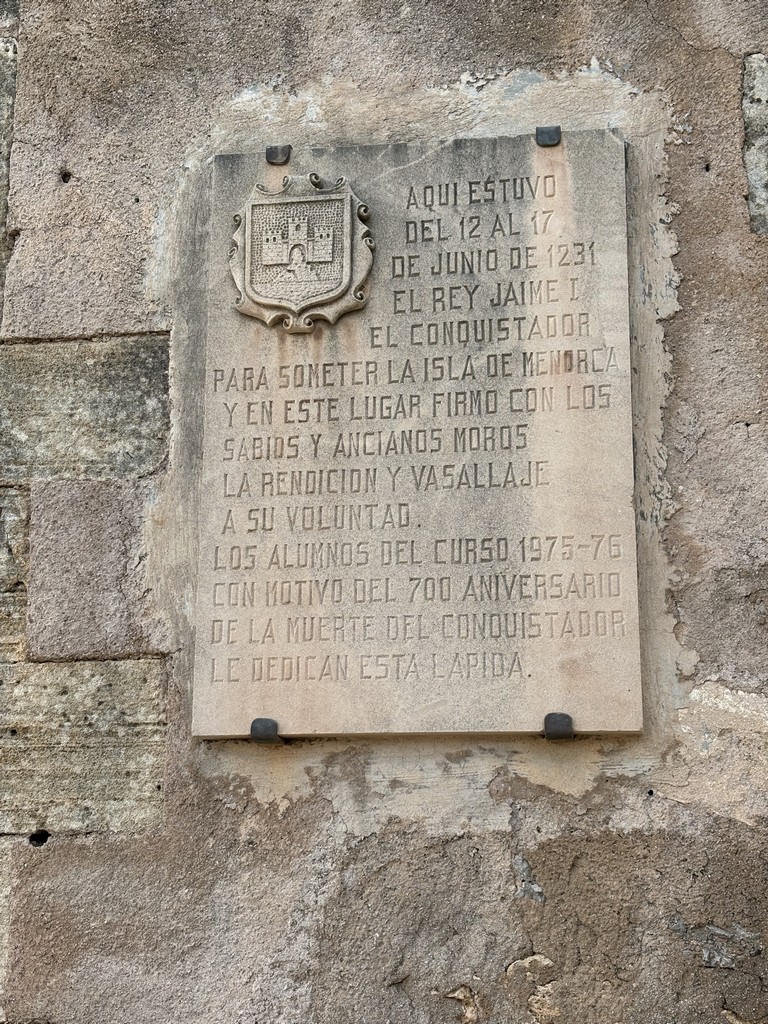 AQUI ESTUVO
DEL 12 AL 17
DE JUNIO DE 1231
EL REY JAIME I
EL CONQUISTADOR
PARA SOMETER LA ISLA DE MENORCA
Y EN ESTE LUGAR FIRMO CON LOS
SABIOS Y ANCIANOS MOROS
LA RENDICION Y VASALLAJE
A SU VOLUNTAD.
LOS ALUMNOS DEL CURSO 1975-76
CON MOTIVO DEL 700 ANIVERSARIO
DE LA MUERTE DEL CONQUISTADOR
LE DEDICAN ESTA LAPIDA.